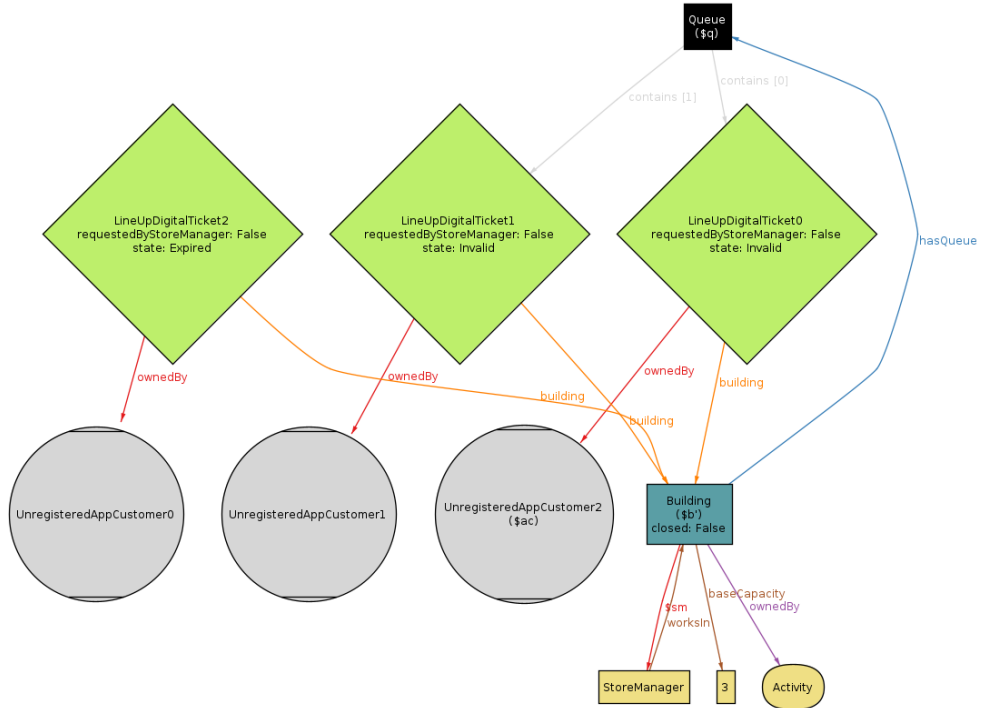 Queue
($q)
contains [0]
contains [1]
LineUpDigitalTicket2
requestedByStoreManager: False
state: Expired
LineUpDigitalTicket1
requestedByStoreManager: False
state: Invalid
LineUpDigitalTicket0
requestedByStoreManager: False
state: Invalid
hasQueue
ownedBy
ownedBy
ownedBy
building
building
building
UnregisteredAppCustomer0
UnregisteredAppCustomer1
UnregisteredAppCustomer2
($ac)
Building
($b')
closed: False
baseCapacity
$sm
ownedBy
worksIn
StoreManager
3
Activity